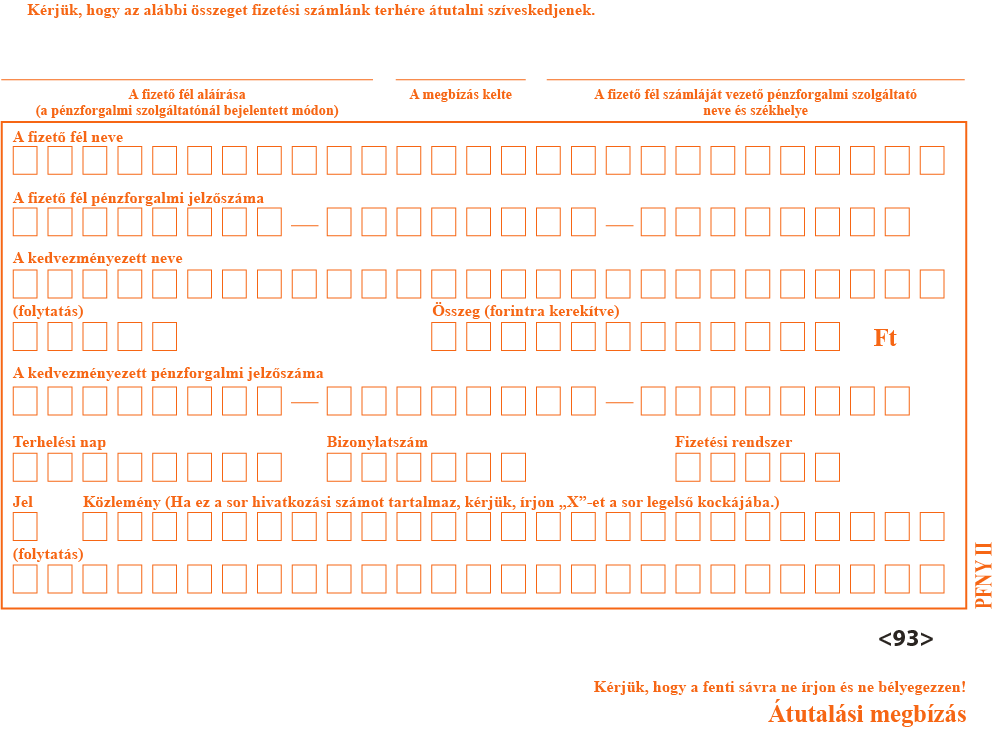 Kérjük, hogy az alábbi összeget fizetési számlánk terhére átutalni szíveskedjenek.
A fizető fél aláírása
(a pénzforgalmi szolgáltatónál bejelentett módon)
A megbízás kelte
A fizető fél számláját vezető pénzforgalmi szolgáltató
neve és székhelye
A fizető fél neve
A fizető fél pénzforgalmi jelzőszáma
A kedvezményezett neve
(folytatás)
Összeg (forintra kerekítve)
Ft
A kedvezményezett pénzforgalmi jelzőszáma
Terhelési nap
Bizonylatszám
Fizetési rendszer
Jel
Közlemény (Ha ez a sor hivatkozási számot tartalmaz, kérjük, írjon „X”-et a sor legelső kockájába.)
(folytatás)
PFNY II
<93>
Kérjük, hogy a fenti sávra ne írjon és ne bélyegezzen!
Átutalási megbízás